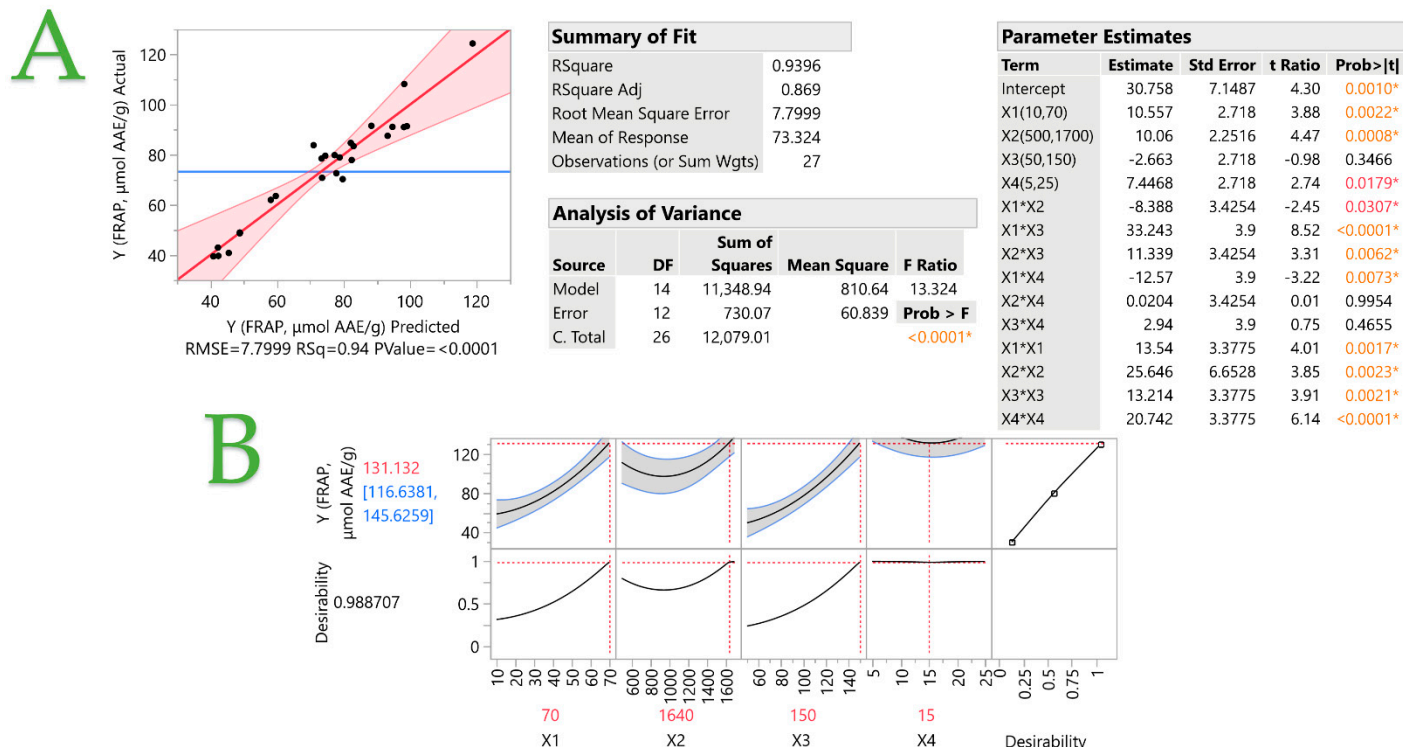 A
Y (FRAP, µmol AAE/g) Actual
120
100
80
60
40
40 60 80 100 120
Y (FRAP, µmol AAE/g) Predicted
RMSE=7.7999 RSq=0.94 PValue=<0.0001
Summary of Fit
RSquare 0.9396
RSquare Adj 0.869
Root Mean Square Error 7.7999
Mean of Response 73.324
Observations (or Sum Wgts) 27
Analysis of Variance
Sum of
Source DF Squares Mean Square F Ratio
Model 14 11,348.94 810.64 13.324
Error 12 730.07 60.839 Prob > F
C. Total 26 12,079.01 <0.0001*
Parameter Estimates
Term Estimate Std Error t Ratio Prob>|t|
Intercept 30.758 7.1487 4.30 0.0010*
X1(10,70) 10.557 2.718 3.88 0.0022*
X2(500,1700) 10.06 2.2516 4.47 0.0008*
X3(50,150) -2.663 2.718 -0.98 0.3466
X4(5,25) 7.4468 2.718 2.74 0.0179*
X1*X2 -8.388 3.4254 -2.45 0.0307*
X1*X3 33.243 3.9 8.52 <0.0001*
X2*X3 11.339 3.4254 3.31 0.0062*
X1*X4 -12.57 3.9 -3.22 0.0073*
X2*X4 0.0204 3.4254 0.01 0.9954
X3*X4 2.94 3.9 0.75 0.4655
X1*X1 13.54 3.3775 4.01 0.0017*
X2*X2 25.646 6.6528 3.85 0.0023*
X3*X3 13.214 3.3775 3.91 0.0021*
X4*X4 20.742 3.3775 6.14 <0.0001*
B
Y (FRAP,
µmol AAE/g)
131.132
[116.6381,
145.6259]
120
80
40
Desirability
0.988707
1
0.5
0
10 20 30 40 50 60 70
600 800 1000 1200 1400 1600
60 80 100 120 140
5 10 15 20 25
0 0.25 0.5 0.75 1
70 1640 150 15
X1 X2 X3 X4 Desirability